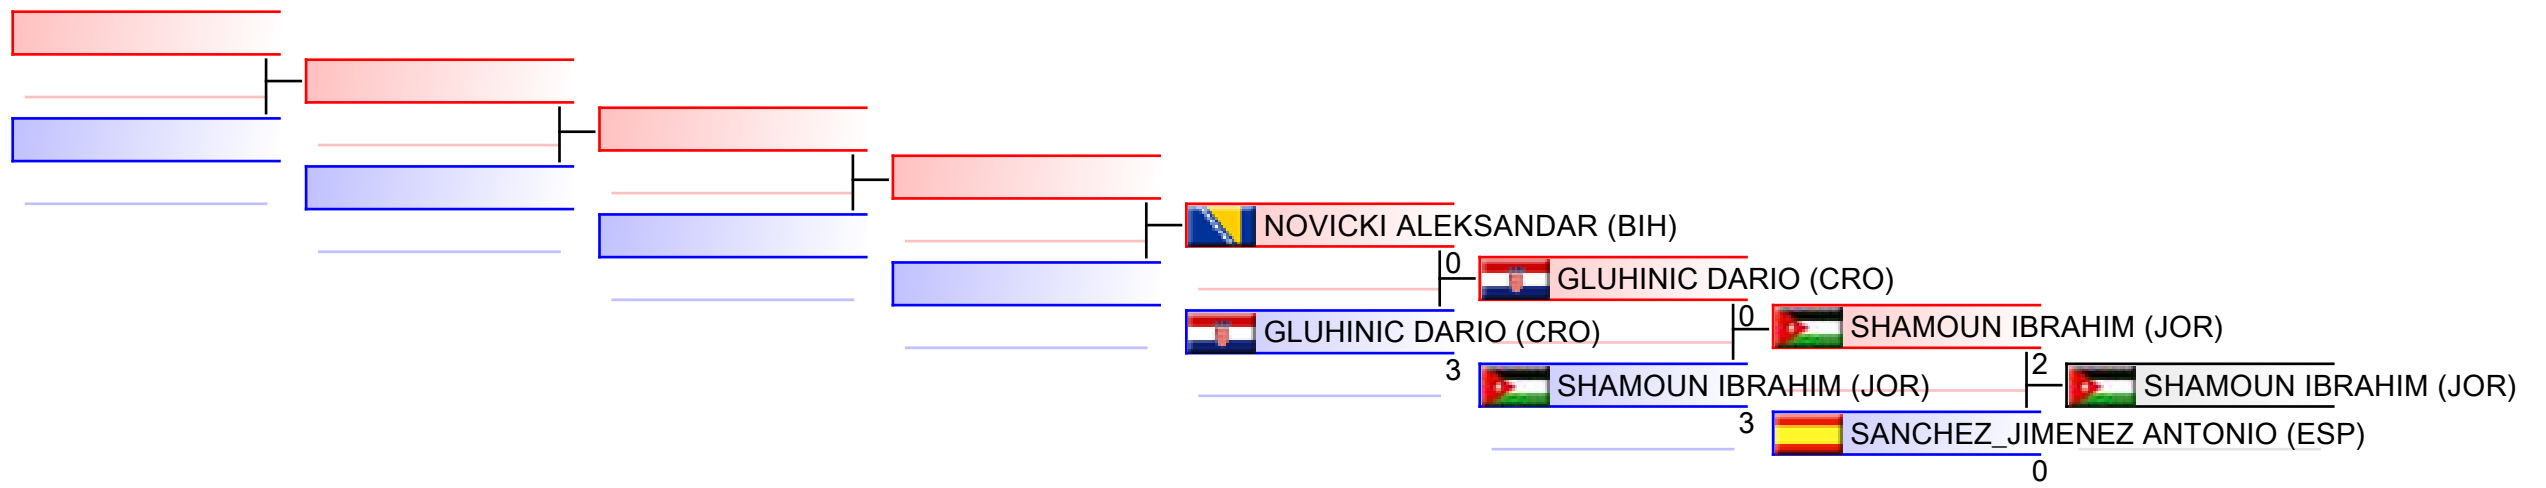 NOVICKI ALEKSANDAR (BIH)
0
GLUHINIC DARIO (CRO)
3
GLUHINIC DARIO (CRO)
0
SHAMOUN IBRAHIM (JOR)
3
SHAMOUN IBRAHIM (JOR)
2
SANCHEZ_JIMENEZ ANTONIO (ESP)
0
SHAMOUN IBRAHIM (JOR)